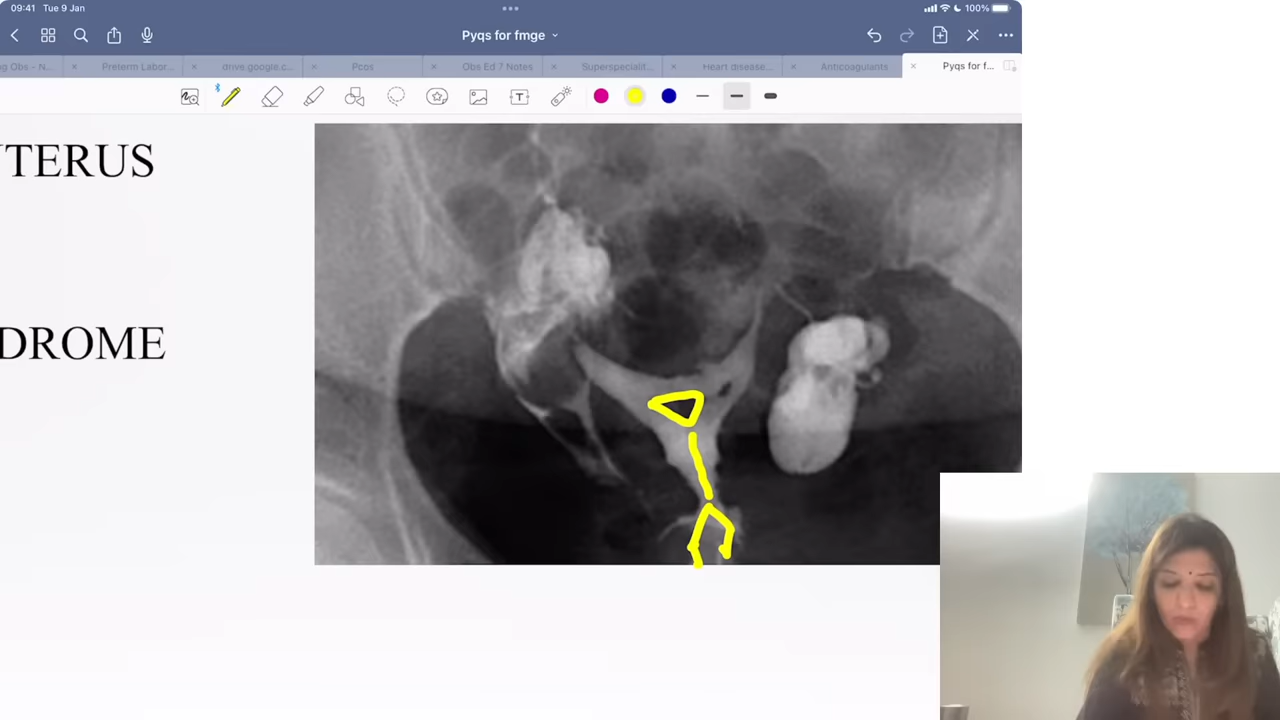 09:41 Tue 9 Jan
100%
Pyqs for fmge
g Obs - N...
Preterm Labor...
drive.google.c...
Pcos
Obs Ed 7 Notes
Superspecialit...
Heart disease...
Anticoagulants
Pyqs for f...
TERUS
DROME